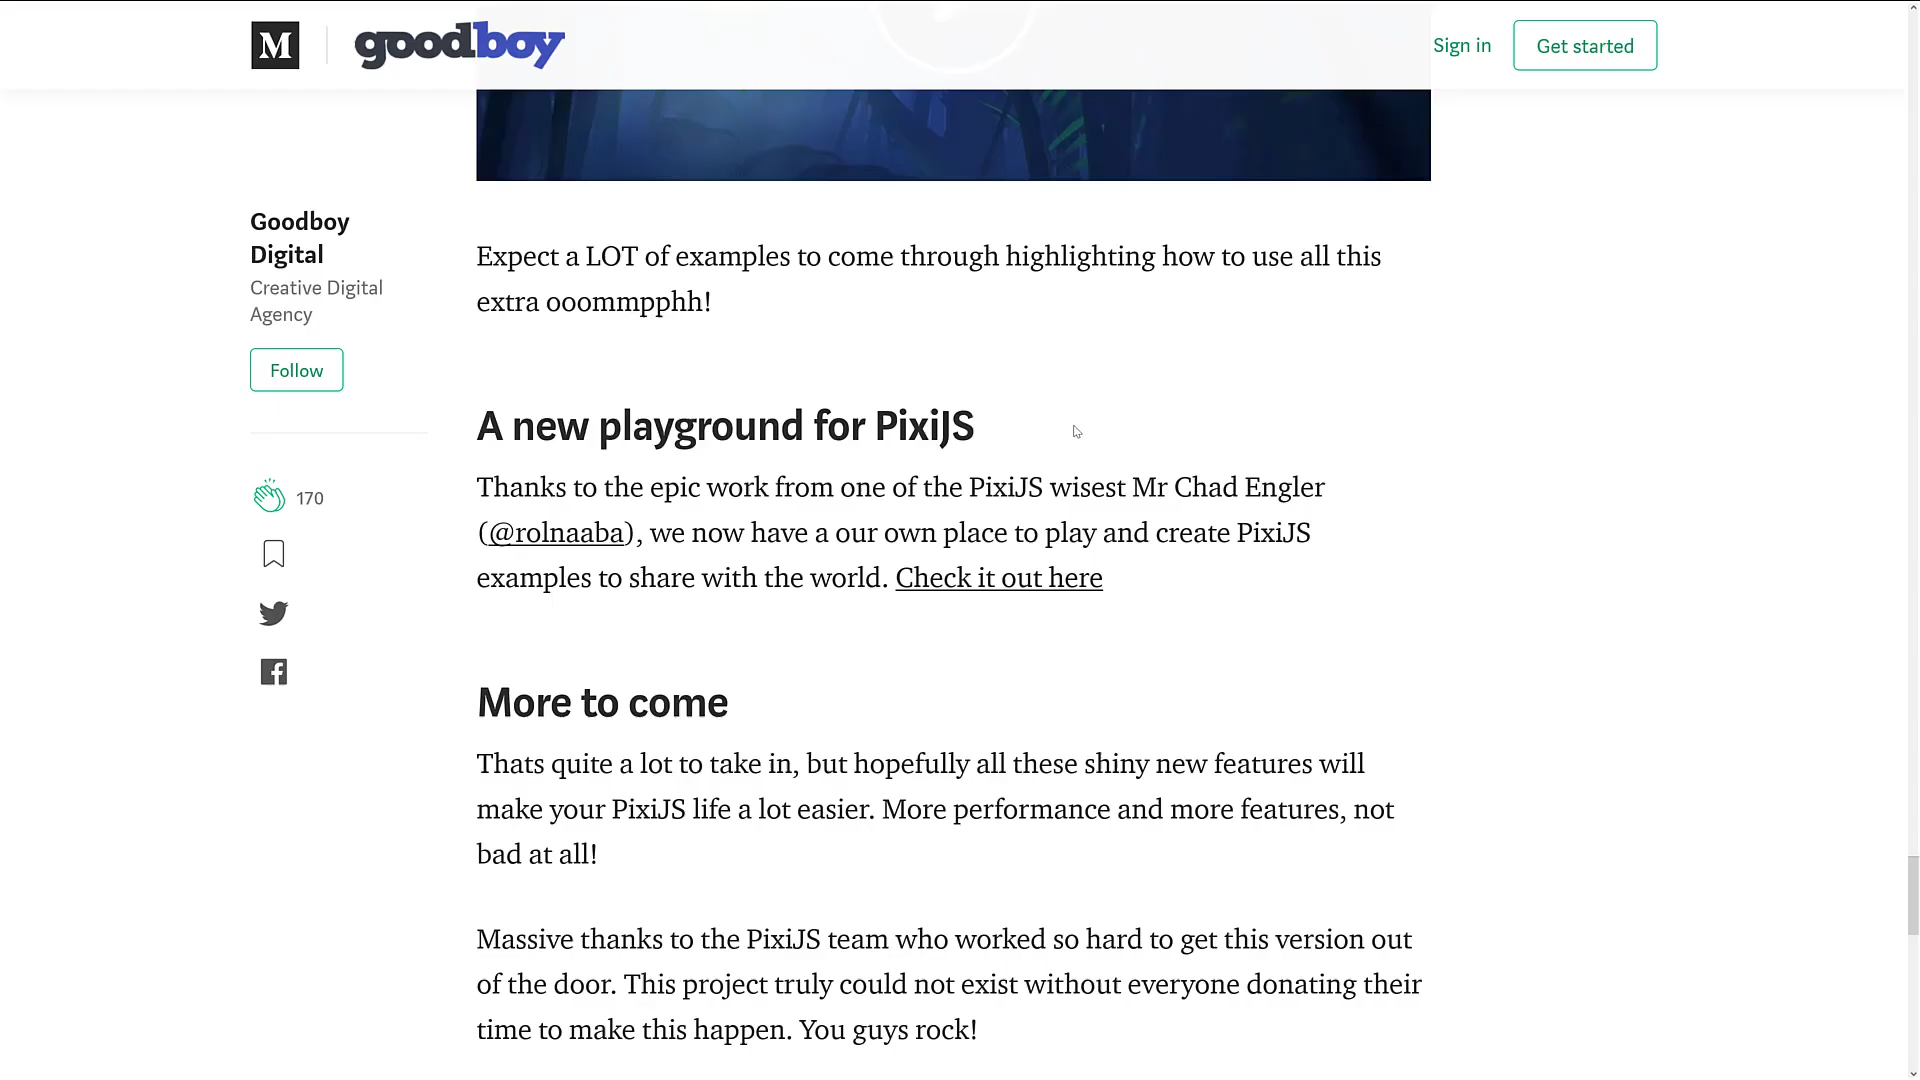 M
goodboy
Sign in
Get started
Goodboy
Digital
Creative Digital
Agency
Follow
170
Expect a LOT of examples to come through highlighting how to use all this
extra ooommpphh!
A new playground for PixiJS
Thanks to the epic work from one of the PixiJS wisest Mr Chad Engler
(@rolnaaba), we now have a our own place to play and create PixiJS
examples to share with the world. Check it out here
More to come
Thats quite a lot to take in, but hopefully all these shiny new features will
make your PixiJS life a lot easier. More performance and more features, not
bad at all!
Massive thanks to the PixiJS team who worked so hard to get this version out
of the door. This project truly could not exist without everyone donating their
time to make this happen. You guys rock!